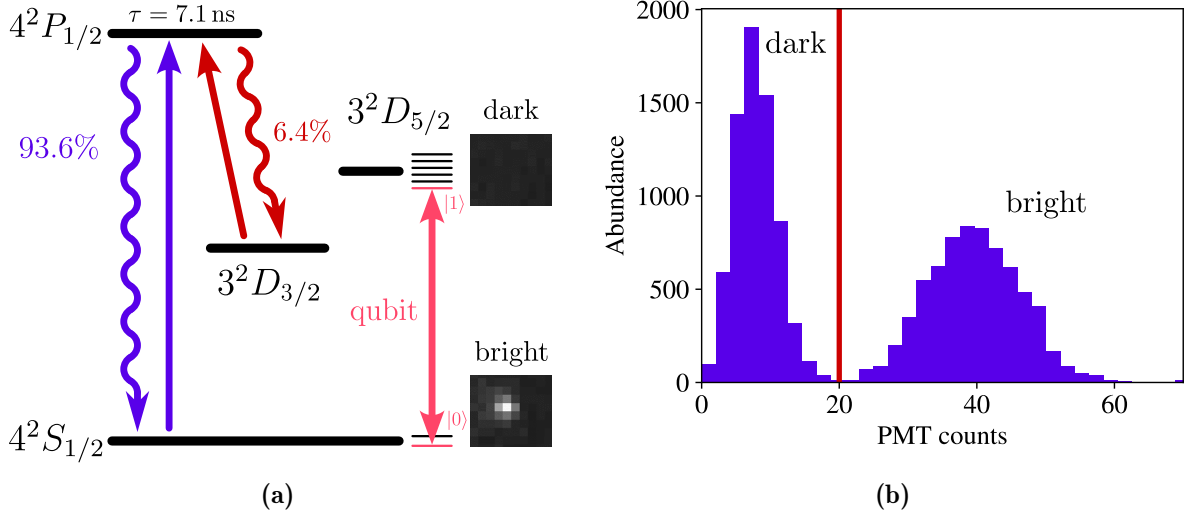 4²P₁/₂
τ = 7.1 ns
93.6%
6.4%
3²D₅/₂
dark
|1⟩
3²D₃/₂
qubit
bright
|0⟩
4²S₁/₂
(a)
2000
1500
1000
500
0
Abundance
dark
bright
0 20 40 60
PMT counts
(b)